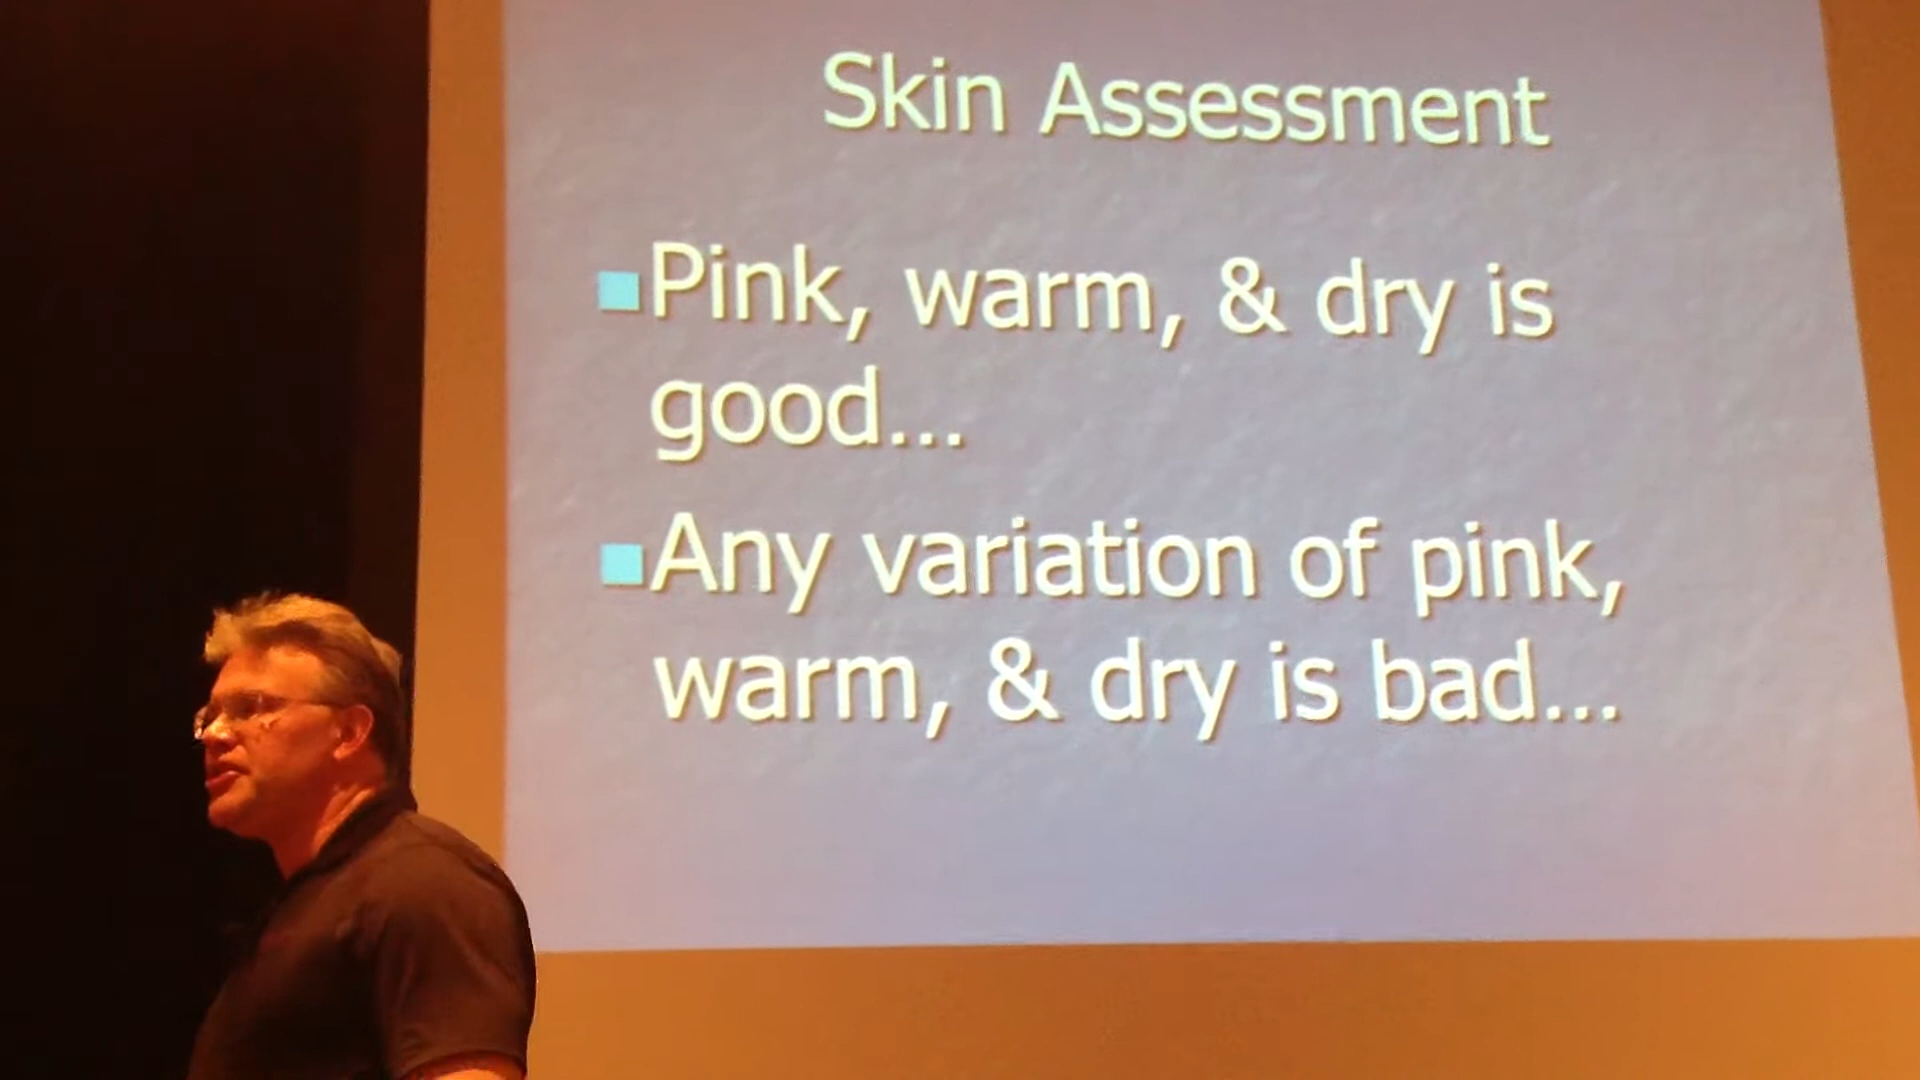 Skin Assessment
Pink, warm, & dry is
good...
Any variation of pink,
warm, & dry is bad...